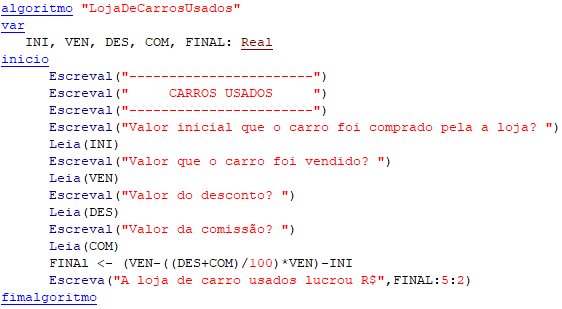 algoritmo "LojaDeCarrosUsados"
var
INI, VEN, DES, COM, FINAL: Real
inicio
Escreval("-----------------------")
Escreval("     CARROS USADOS     ")
Escreval("-----------------------")
Escreval("Valor inicial que o carro foi comprado pela a loja? ")
Leia(INI)
Escreval("Valor que o carro foi vendido? ")
Leia(VEN)
Escreval("Valor do desconto? ")
Leia(DES)
Escreval("Valor da comissão? ")
Leia(COM)
FINAl <- (VEN-((DES+COM)/100)*VEN)-INI
Escreva("A loja de carro usados lucrou R$",FINAL:5:2)
fimalgoritmo